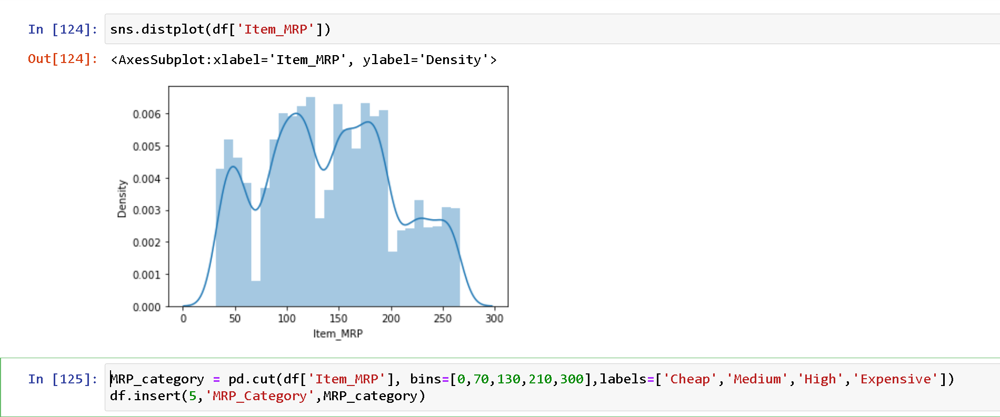 In [124]: sns.distplot(df['Item_MRP'])
Out[124]: <AxesSubplot:xlabel='Item_MRP', ylabel='Density'>
0.006
0.005
0.004
0.003
0.002
0.001
0.000
Density
0 50 100 150 200 250 300
Item_MRP
In [125]: MRP_category = pd.cut(df['Item_MRP'], bins=[0,70,130,210,300],labels=['Cheap','Medium','High','Expensive'])
df.insert(5,'MRP_Category',MRP_category)